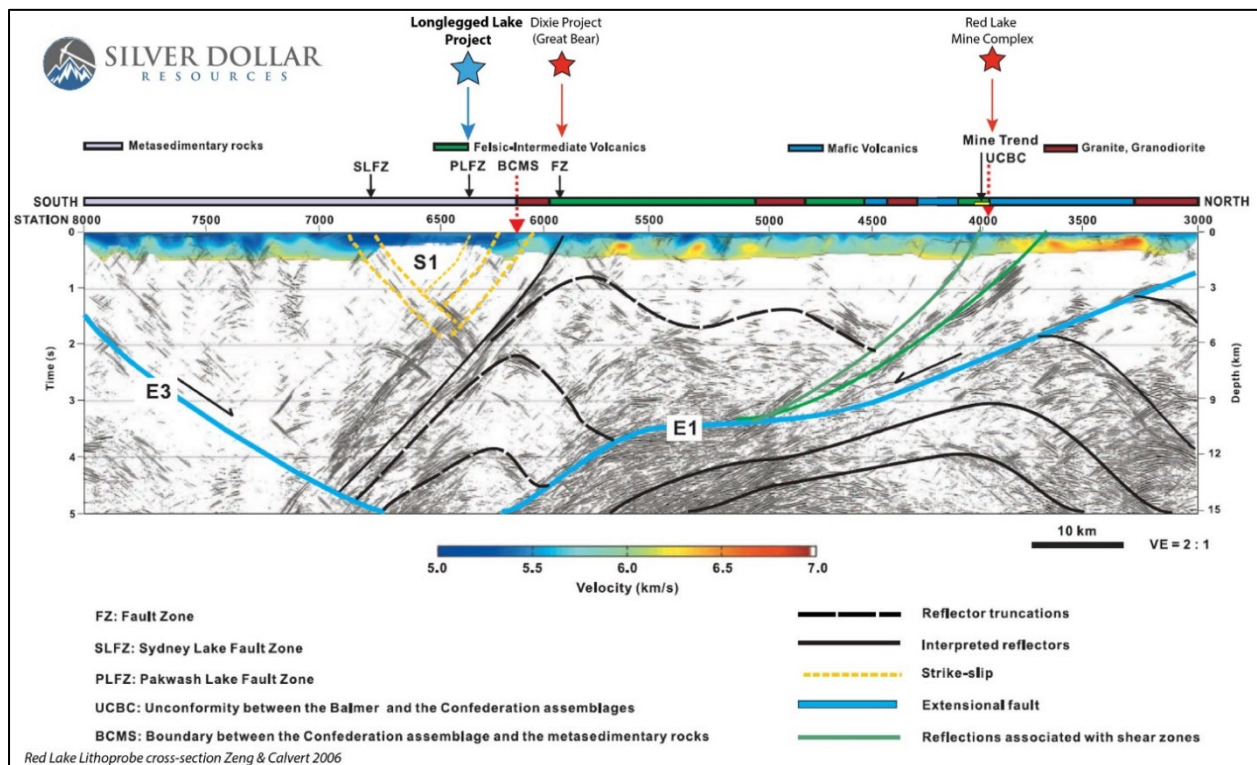 SILVER DOLLAR
RESOURCES
Longlegged Lake
Project
Dixie Project
(Great Bear)
Red Lake
Mine Complex
Metasedimentary rocks
Felsic-Intermediate Volcanics
Mafic Volcanics
Mine Trend
Granite, Granodiorite
SLFZ
PLFZ
BCMS
FZ
UCBC
SOUTH
NORTH
STATION 8000 7500 7000 6500 6000 5500 5000 4500 4000 3500 3000
0
1
2
3
4
5
Time (s)
S1
E3
E1
0
3
6
9
12
15
Depth (km)
10 km
VE = 2 : 1
5.0 5.5 6.0 6.5 7.0
Velocity (km/s)
FZ: Fault Zone
SLFZ: Sydney Lake Fault Zone
PLFZ: Pakwash Lake Fault Zone
UCBC: Unconformity between the Balmer and the Confederation assemblages
BCMS: Boundary between the Confederation assemblage and the metasedimentary rocks
Reflector truncations
Interpreted reflectors
Strike-slip
Extensional fault
Reflections associated with shear zones
Red Lake Lithoprobe cross-section Zeng & Calvert 2006